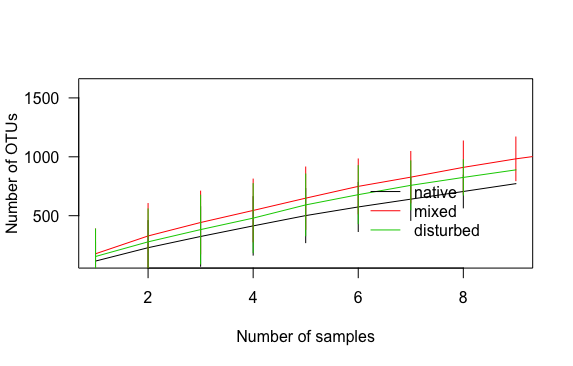 Number of OTUs
1500
1000
500
native
mixed
disturbed
2 4 6 8
Number of samples